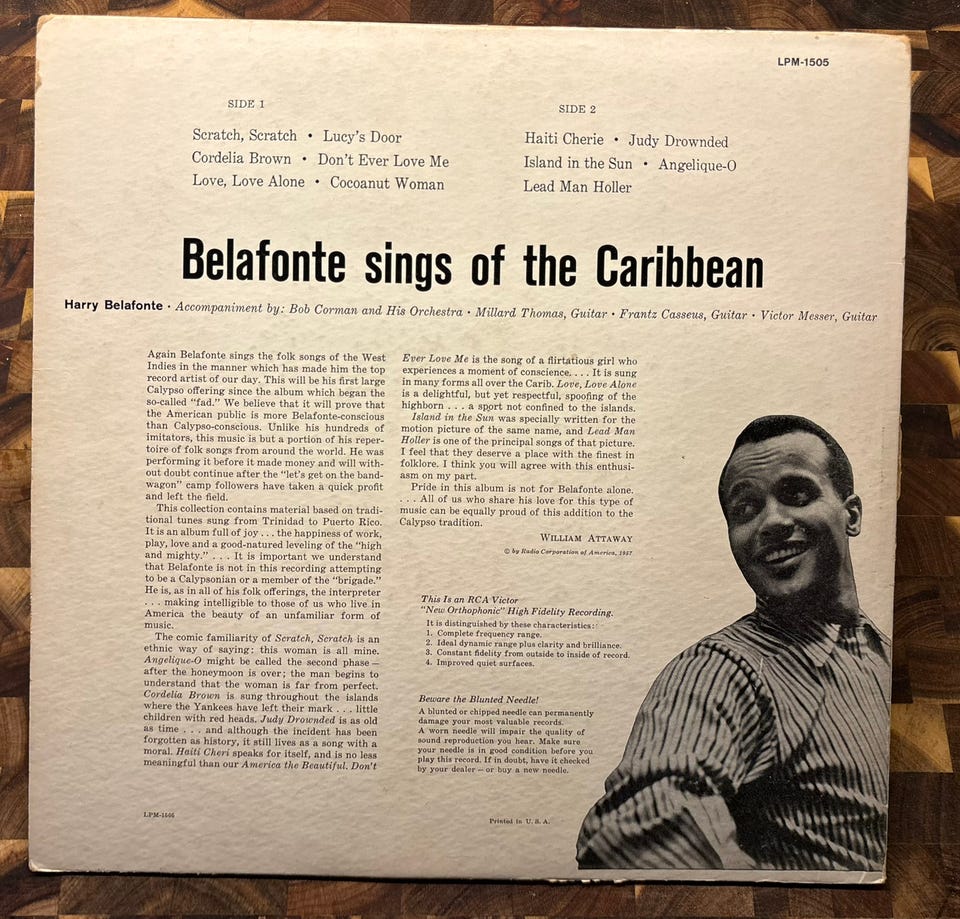 LPM-1505
SIDE 1
Scratch, Scratch • Lucy's Door
Cordelia Brown • Don't Ever Love Me
Love, Love Alone • Cocoanut Woman
SIDE 2
Haiti Cherie • Judy Drownded
Island in the Sun • Angelique-O
Lead Man Holler
Belafonte sings of the Caribbean
Harry Belafonte • Accompaniment by: Bob Corman and His Orchestra • Millard Thomas, Guitar • Frantz Casseus, Guitar • Victor Messer, Guitar
Again Belafonte sings the folk songs of the West
Indies in the manner which has made him the top
record artist of our day. This will be his first large
Calypso offering since the album which began the
so-called "fad." We believe that it will prove that
the American public is more Belafonte-conscious
than Calypso-conscious. Unlike his hundreds of
imitators, this music is but a portion of his reper-
toire of folk songs from around the world. He was
performing it before it made money and will with-
out doubt continue after the "let's get on the band-
wagon" camp followers have taken a quick profit
and left the field.
This collection contains material based on tradi-
tional tunes sung from Trinidad to Puerto Rico.
It is an album full of joy . . . the happiness of work,
play, love and a good-natured leveling of the "high
and mighty." . . . It is important we understand
that Belafonte is not in this recording attempting
to be a Calypsonian or a member of the "brigade."
He is, as in all of his folk offerings, the interpreter
. . . making intelligible to those of us who live in
America the beauty of an unfamiliar form of
music.
The comic familiarity of Scratch, Scratch is an
ethnic way of saying: this woman is all mine.
Angelique-O might be called the second phase —
after the honeymoon is over; the man begins to
understand that the woman is far from perfect.
Cordelia Brown is sung throughout the islands
where the Yankees have left their mark . . . little
children with red heads. Judy Drownded is as old
as time . . . and although the incident has been
forgotten as history, it still lives as a song with a
moral. Haiti Cheri speaks for itself, and is no less
meaningful than our America the Beautiful. Don't
Ever Love Me is the song of a flirtatious girl who
experiences a moment of conscience. . . . It is sung
in many forms all over the Carib. Love, Love Alone
is a delightful, but yet respectful, spoofing of the
highborn . . . a sport not confined to the islands.
Island in the Sun was specially written for the
motion picture of the same name, and Lead Man
Holler is one of the principal songs of that picture.
I feel that they deserve a place with the finest in
folklore. I think you will agree with this enthusi-
asm on my part.
Pride in this album is not for Belafonte alone.
. . . All of us who share his love for this type of
music can be equally proud of this addition to the
Calypso tradition.
WILLIAM ATTAWAY
© by Radio Corporation of America, 1957
This Is an RCA Victor
"New Orthophonic" High Fidelity Recording.
It is distinguished by these characteristics:
1. Complete frequency range.
2. Ideal dynamic range plus clarity and brilliance.
3. Constant fidelity from outside to inside of record.
4. Improved quiet surfaces.
Beware the Blunted Needle!
A blunted or chipped needle can permanently
damage your most valuable records.
A worn needle will impair the quality of
sound reproduction you hear. Make sure
your needle is in good condition before you
play this record. If in doubt, have it checked
by your dealer — or buy a new needle.
LPM-1505
Printed in U. S. A.